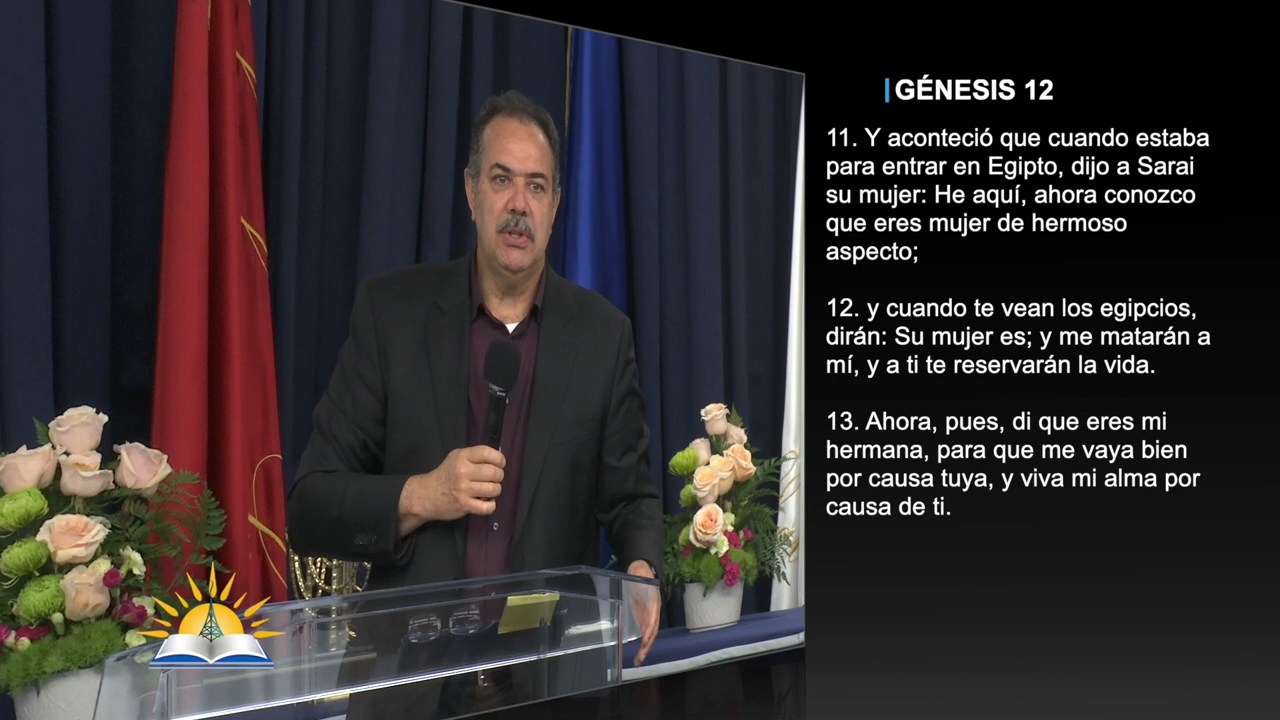 GÉNESIS 12
11. Y aconteció que cuando estaba
para entrar en Egipto, dijo a Sarai
su mujer: He aquí, ahora conozco
que eres mujer de hermoso
aspecto;
12. y cuando te vean los egipcios,
dirán: Su mujer es; y me matarán a
mí, y a ti te reservarán la vida.
13. Ahora, pues, di que eres mi
hermana, para que me vaya bien
por causa tuya, y viva mi alma por
causa de ti.